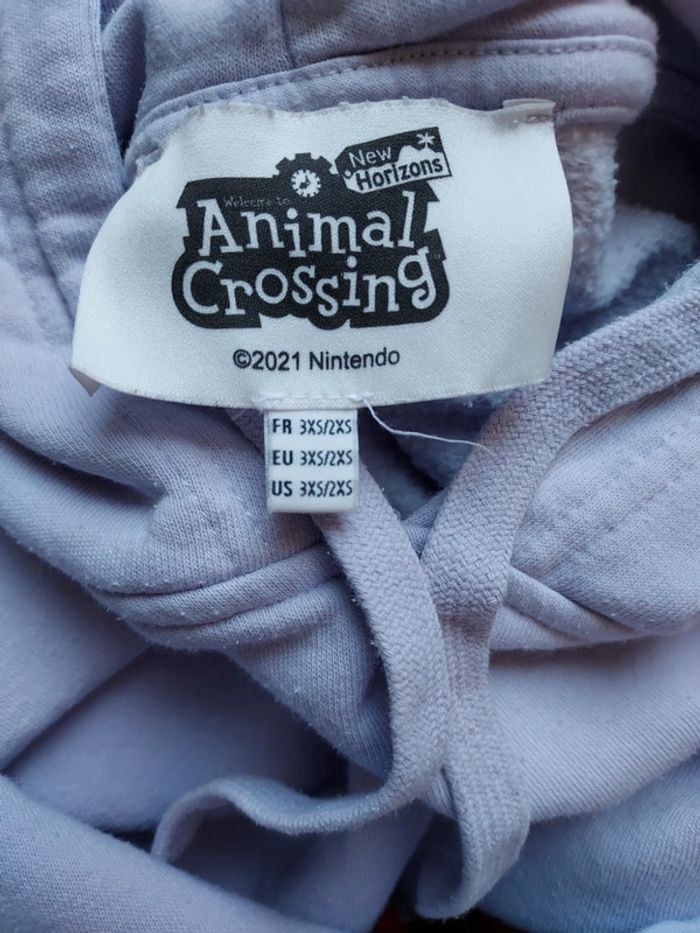 New
Horizons
Welcome to
Animal
Crossing
©2021 Nintendo
FR 3XS/2XS
EU 3XS/2XS
US 3XS/2XS